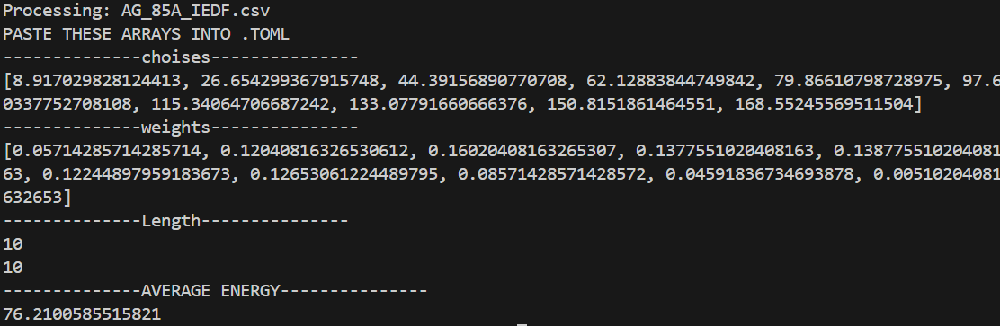 Processing: AG_85A_IEDF.csv
PASTE THESE ARRAYS INTO .TOML
--------------choises---------------
[8.917029828124413, 26.654299367915748, 44.39156890770708, 62.12883844749842, 79.86610798728975, 97.6
0337752708108, 115.34064706687242, 133.07791660666376, 150.8151861464551, 168.55245569511504]
--------------weights---------------
[0.05714285714285714, 0.12040816326530612, 0.16020408163265307, 0.1377551020408163, 0.138775510204081
63, 0.12244897959183673, 0.12653061224489795, 0.08571428571428572, 0.04591836734693878, 0.00510204081
632653]
--------------Length---------------
10
10
--------------AVERAGE ENERGY---------------
76.2100585515821